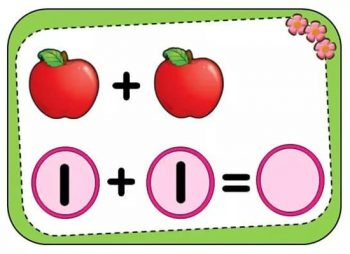 +
1 + 1 =